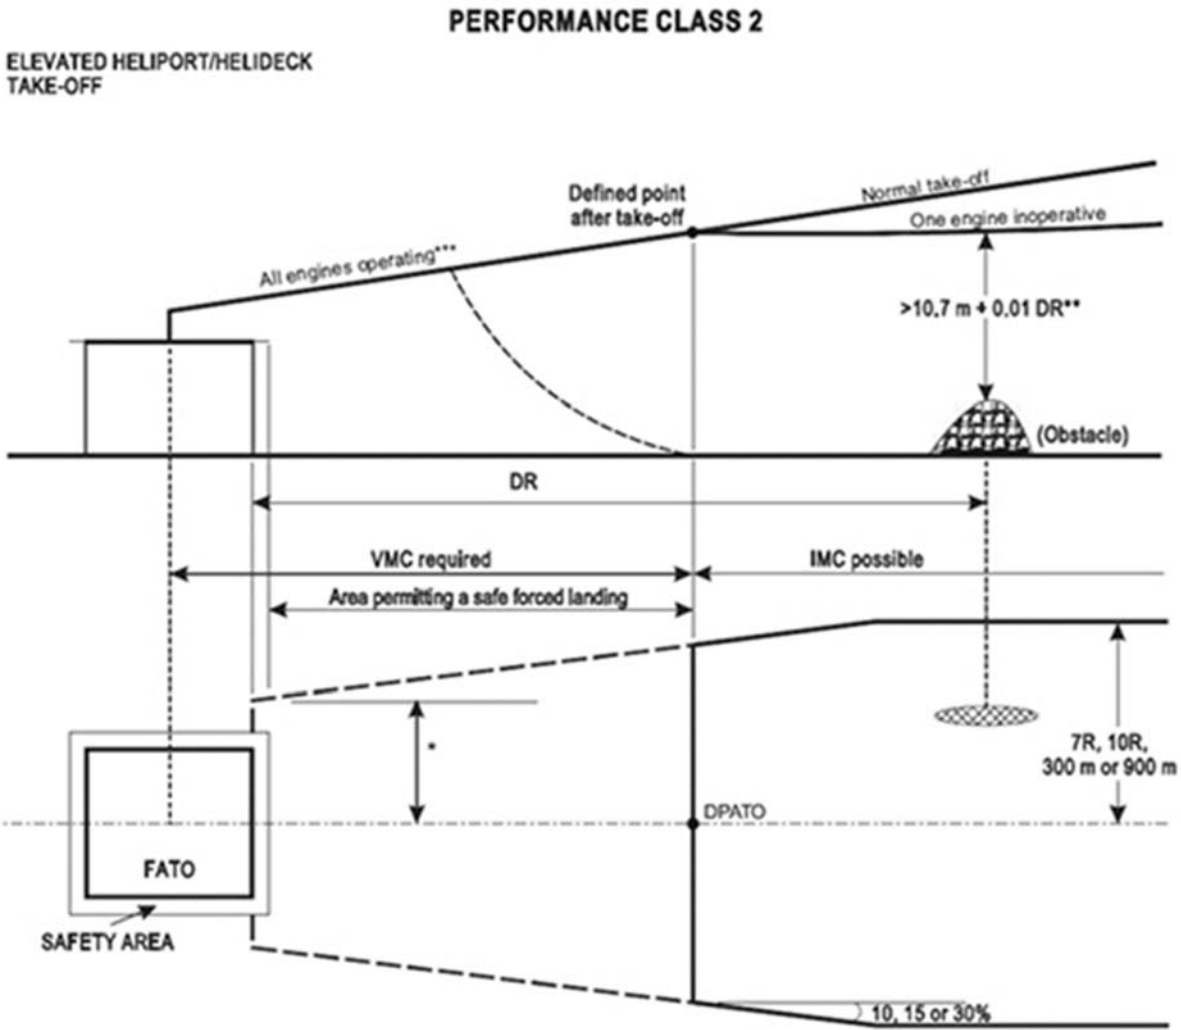 PERFORMANCE CLASS 2
ELEVATED HELIPORT/HELIDECK
TAKE-OFF
Defined point
after take-off
Normal take-off
One engine inoperative
All engines operating***
>10.7 m + 0.01 DR**
(Obstacle)
DR
VMC required
IMC possible
Area permitting a safe forced landing
*
7R, 10R,
300 m or 900 m
DPATO
FATO
SAFETY AREA
10, 15 or 30%